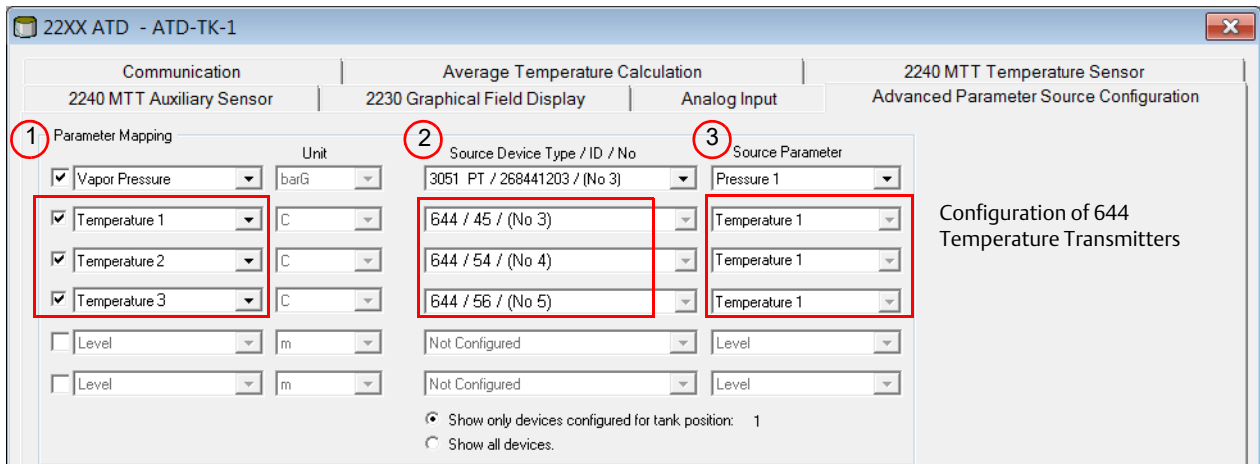 22XX ATD - ATD-TK-1
Communication Average Temperature Calculation 2240 MTT Temperature Sensor
2240 MTT Auxiliary Sensor 2230 Graphical Field Display Analog Input Advanced Parameter Source Configuration
1 Parameter Mapping 2 3
Unit Source Device Type / ID / No Source Parameter
Vapor Pressure barG 3051 PT / 268441203 / (No 3) Pressure 1
Temperature 1 C 644 / 45 / (No 3) Temperature 1
Temperature 2 C 644 / 54 / (No 4) Temperature 1
Temperature 3 C 644 / 56 / (No 5) Temperature 1
Configuration of 644
Temperature Transmitters
Level m Not Configured Level
Level m Not Configured Level
Show only devices configured for tank position: 1
Show all devices.